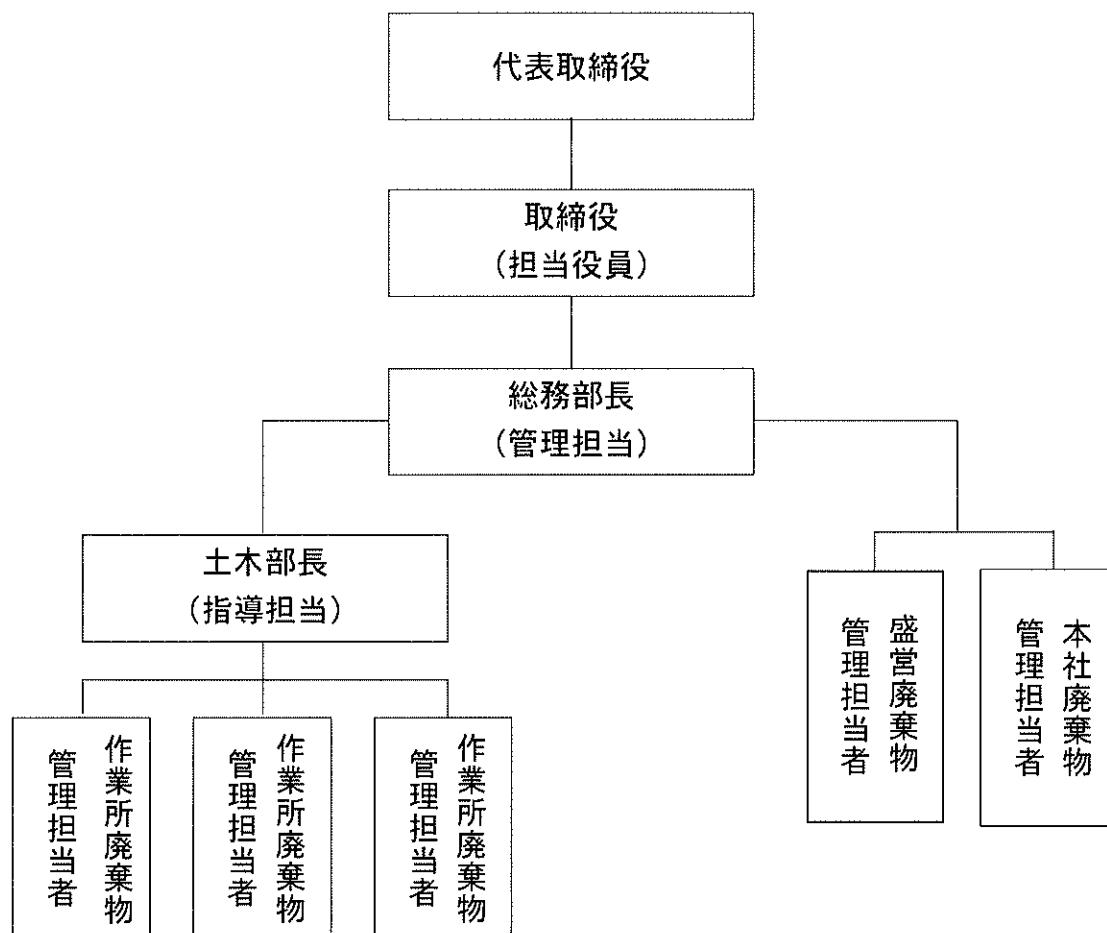 代表取締役
取締役
（担当役員）
総務部長
（管理担当）
土木部長
（指導担当）
作業所廃棄物
管理担当者
作業所廃棄物
管理担当者
作業所廃棄物
管理担当者
盛営廃棄物
管理担当者
本社廃棄物
管理担当者